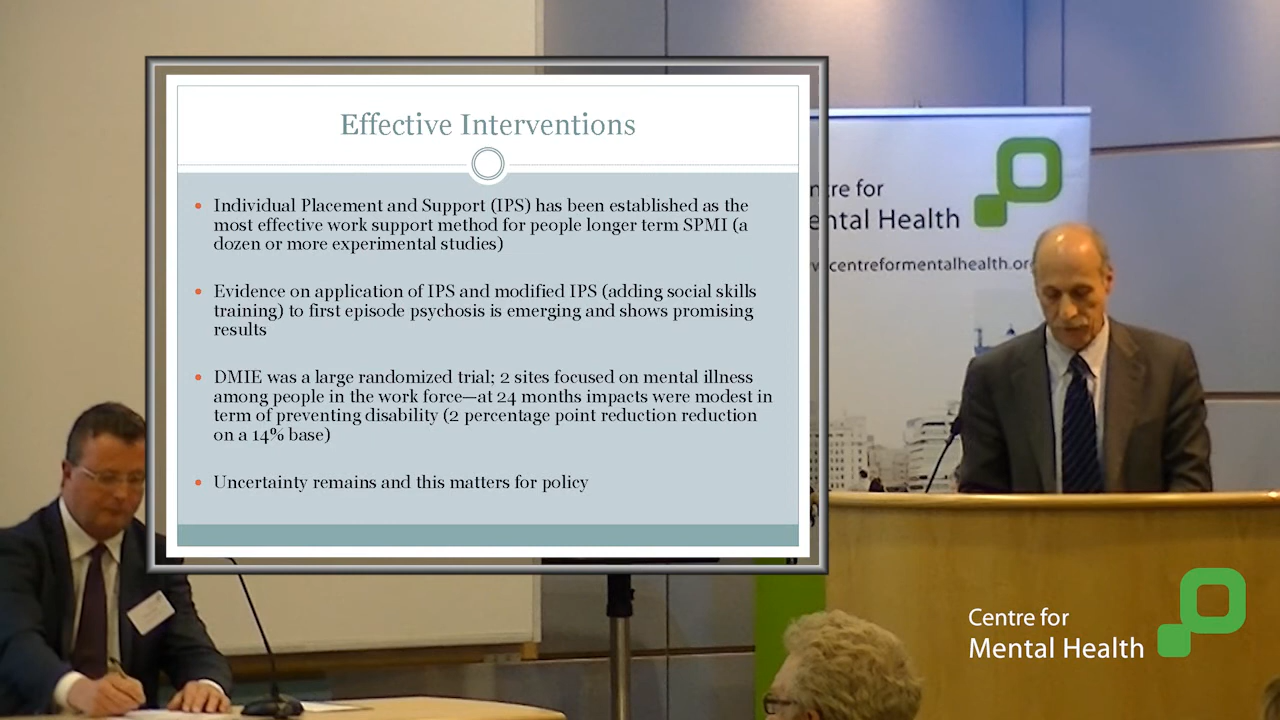 Effective Interventions
Individual Placement and Support (IPS) has been established as the
most effective work support method for people longer term SPMI (a
dozen or more experimental studies)
Evidence on application of IPS and modified IPS (adding social skills
training) to first episode psychosis is emerging and shows promising
results
DMIE was a large randomized trial; 2 sites focused on mental illness
among people in the work force—at 24 months impacts were modest in
term of preventing disability (2 percentage point reduction reduction
on a 14% base)
Uncertainty remains and this matters for policy
for
Health
centreformentalhealth.or
Centre for
Mental Health